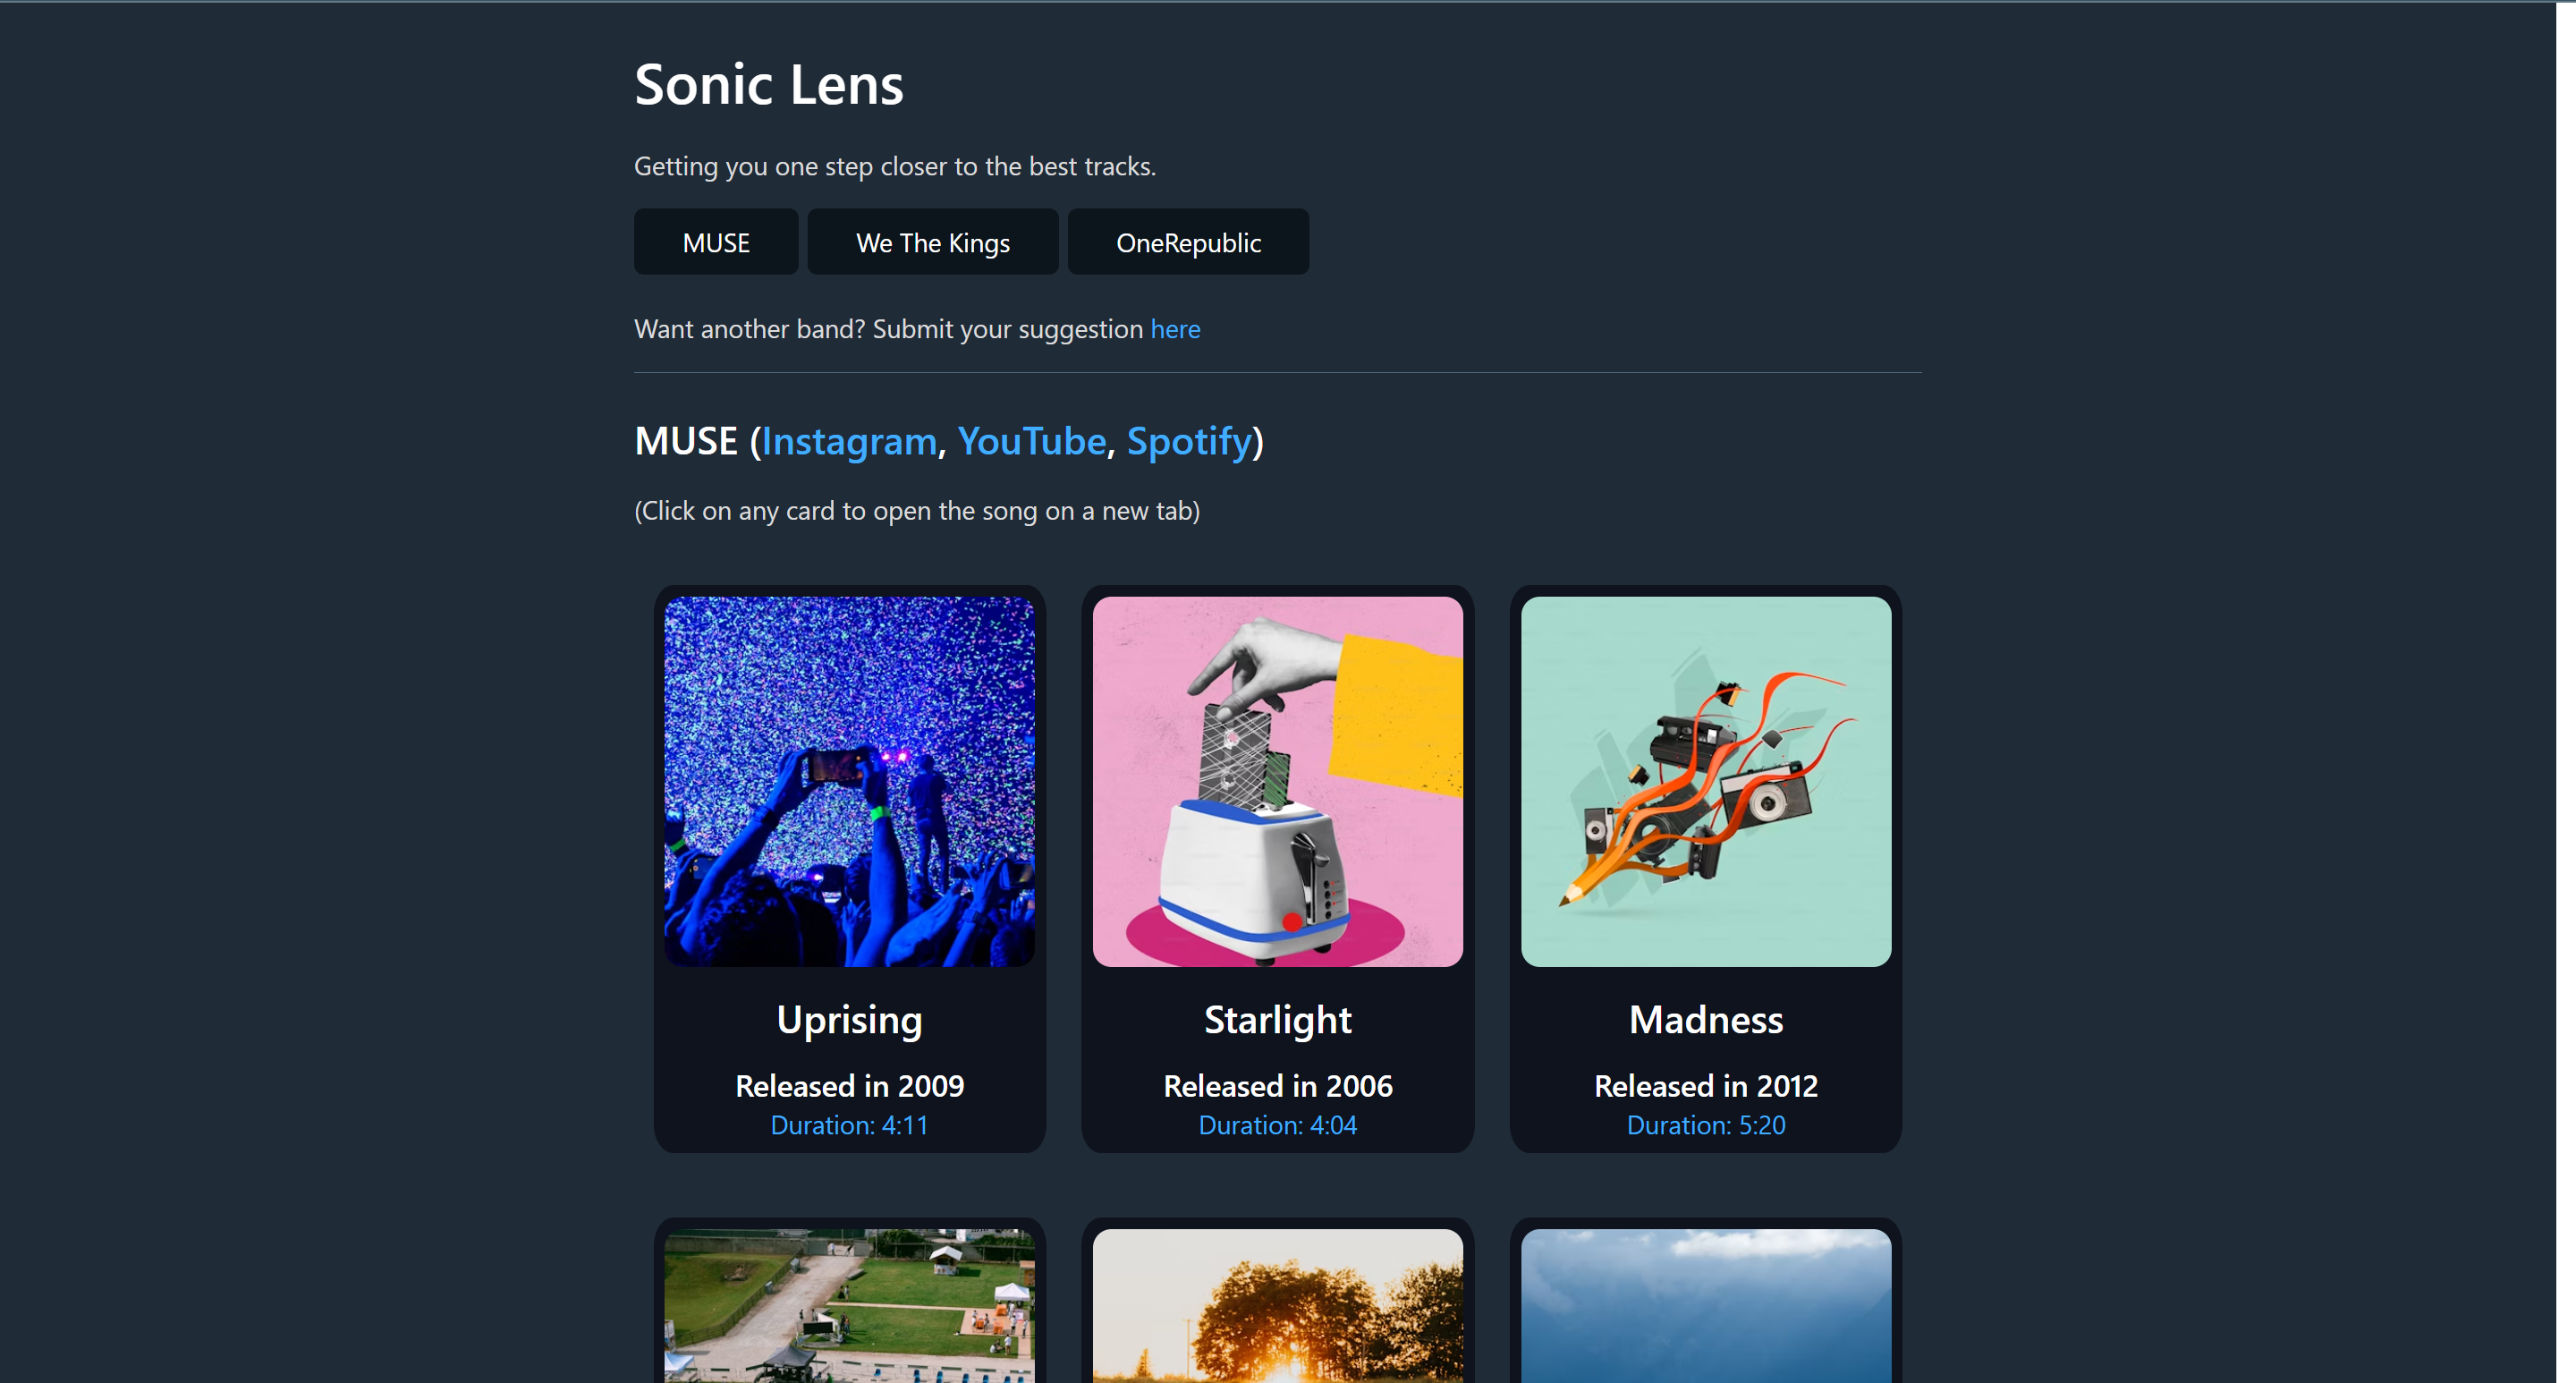 Sonic Lens
Getting you one step closer to the best tracks.
MUSE We The Kings OneRepublic
Want another band? Submit your suggestion here
MUSE (Instagram, YouTube, Spotify)
(Click on any card to open the song on a new tab)
Uprising
Released in 2009
Duration: 4:11
Starlight
Released in 2006
Duration: 4:04
Madness
Released in 2012
Duration: 5:20